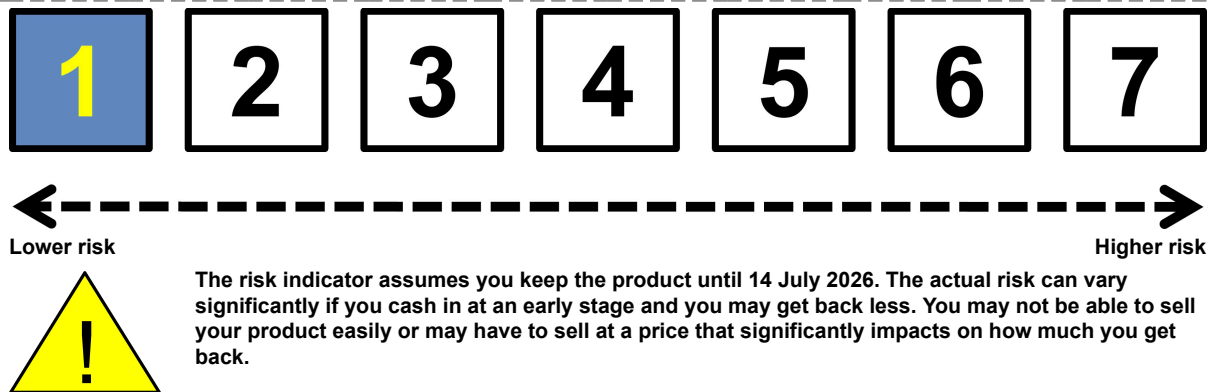 1 2 3 4 5 6 7
Lower risk Higher risk
The risk indicator assumes you keep the product until 14 July 2026. The actual risk can vary
significantly if you cash in at an early stage and you may get back less. You may not be able to sell
your product easily or may have to sell at a price that significantly impacts on how much you get
back.
!